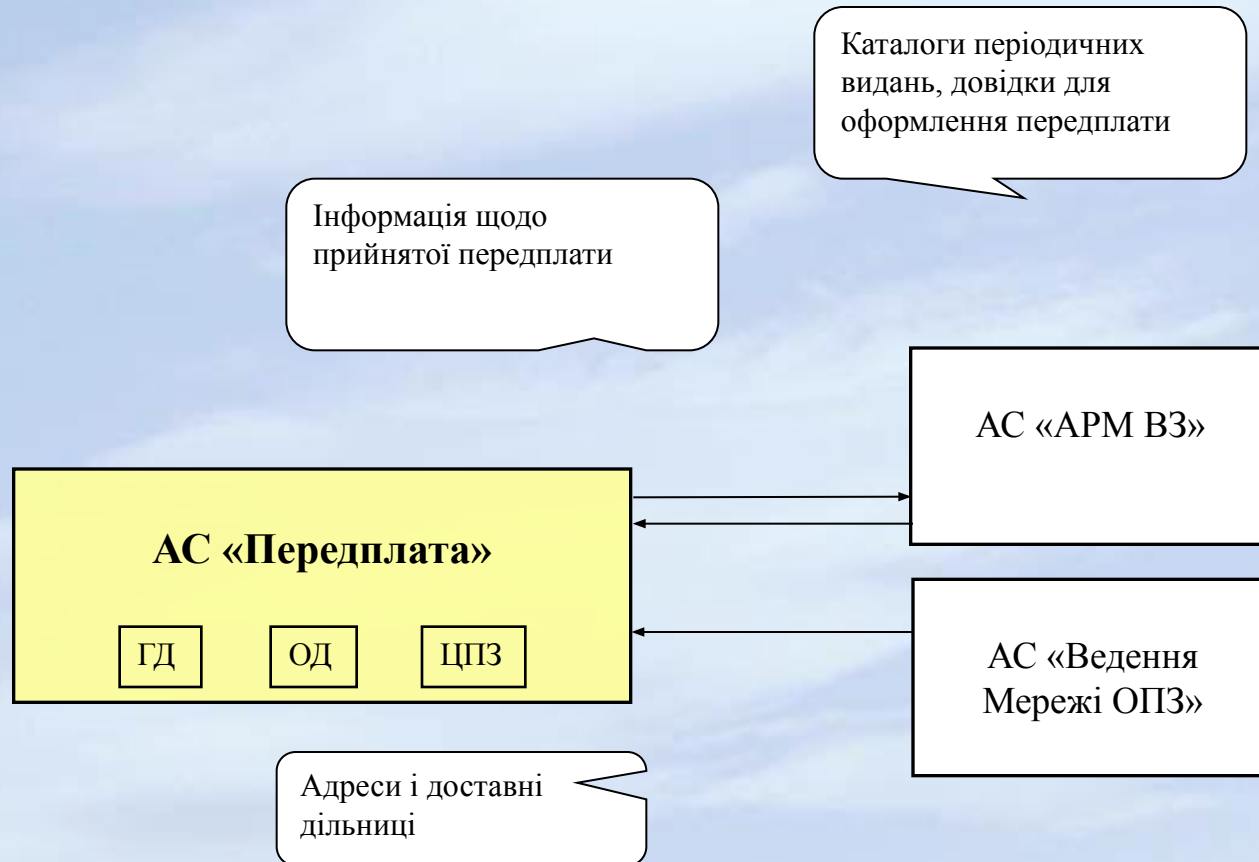 Каталоги періодичних
видань, довідки для
оформлення передплати
Інформація щодо
прийнятої передплати
АС «АРМ ВЗ»
АС «Передплата»
ГД
ОД
ЦПЗ
АС «Ведення
Мережі ОПЗ»
Адреси і доставні
дільниці